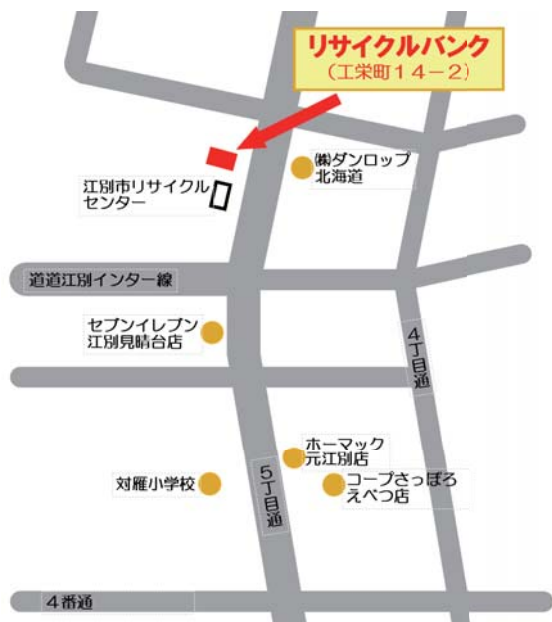 リサイクルバンク
(工栄町14-2)
㈱ダンロップ
北海道
江別市リサイクル
センター
道道江別インター線
セブンイレブン
江別見晴台店
4丁目通
ホーマック
元江別店
5丁目通
コープさっぽろ
えべつ店
対雁小学校
4番通